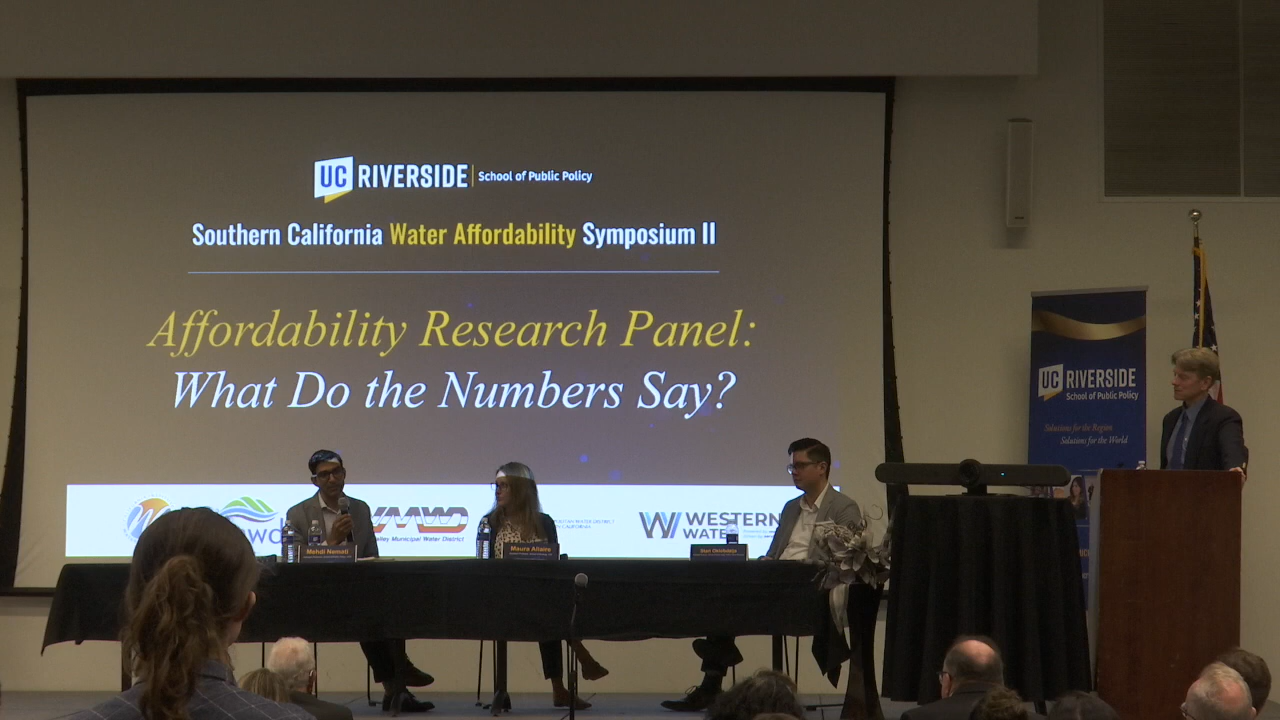 UC RIVERSIDE School of Public Policy
Southern California Water Affordability Symposium II
Affordability Research Panel:
What Do the Numbers Say?
Valley Municipal Water District
WESTERN
WATER
Mehdi Nemati
Maura Allaire
UC RIVERSIDE
School of Public Policy
Solutions for the Region
Solutions for the World